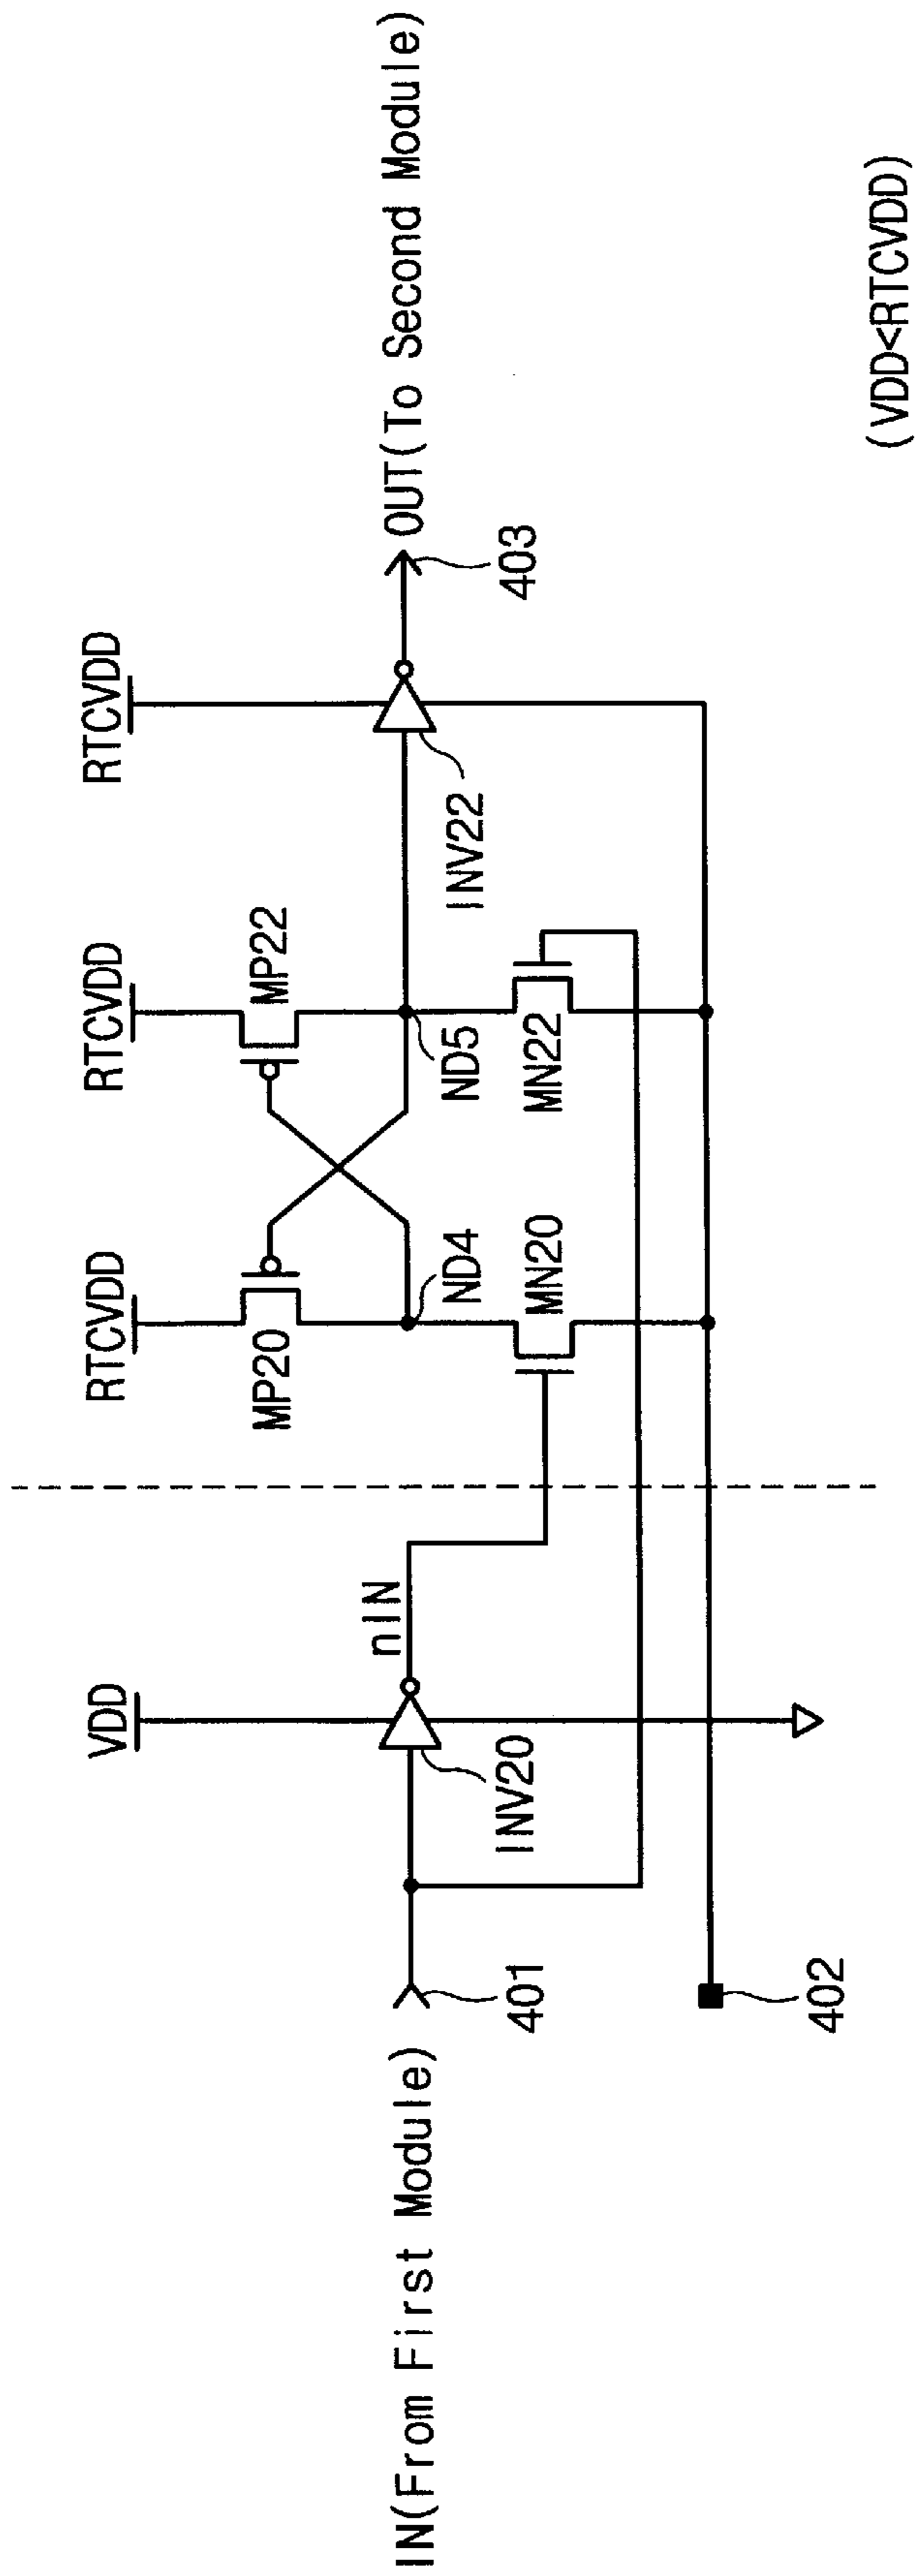 VDD
RTCVDD
RTCVDD
RTCVDD
MP20
MP22
IN(From First Module)
401
INV20
nIN
ND4
ND5
INV22
OUT(To Second Module)
403
MN20
MN22
402
(VDD<RTCVDD)